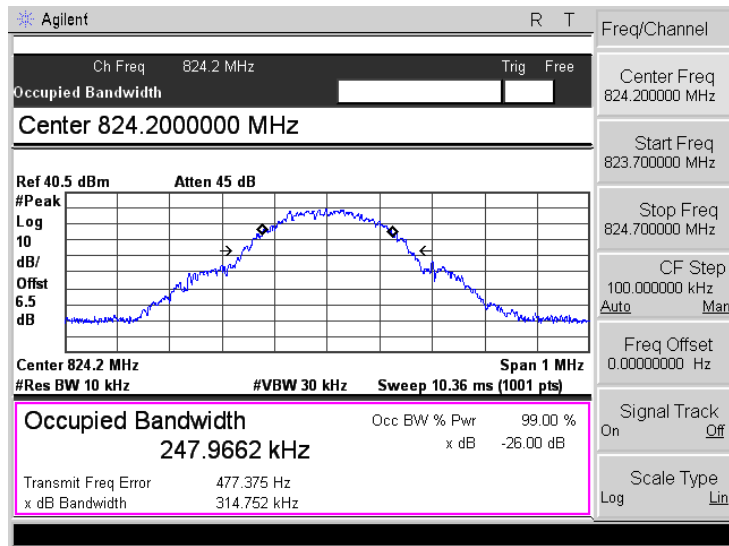 Agilent R T
Ch Freq 824.2 MHz Trig Free
Occupied Bandwidth
Center 824.2000000 MHz
Ref 40.5 dBm Atten 45 dB
#Peak
Log
10
dB/
Offst
6.5
dB
Center 824.2 MHz Span 1 MHz
#Res BW 10 kHz #VBW 30 kHz Sweep 10.36 ms (1001 pts)
Occupied Bandwidth
247.9662 kHz
Occ BW % Pwr 99.00 %
x dB -26.00 dB
Transmit Freq Error 477.375 Hz
x dB Bandwidth 314.752 kHz
Freq/Channel
Center Freq
824.200000 MHz
Start Freq
823.700000 MHz
Stop Freq
824.700000 MHz
CF Step
100.000000 kHz
Auto Man
Freq Offset
0.00000000 Hz
Signal Track
On Off
Scale Type
Log Lin